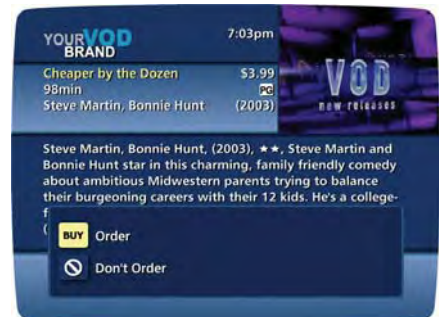 YOURVOD
BRAND
7:03pm
Cheaper by the Dozen $3.99
98min PG
Steve Martin, Bonnie Hunt (2003)
VOD
new releases
Steve Martin, Bonnie Hunt, (2003), ★★, Steve Martin and
Bonnie Hunt star in this charming, family friendly comedy
about ambitious Midwestern parents trying to balance
their burgeoning careers with their 12 kids. He's a college-
BUY Order
Don't Order